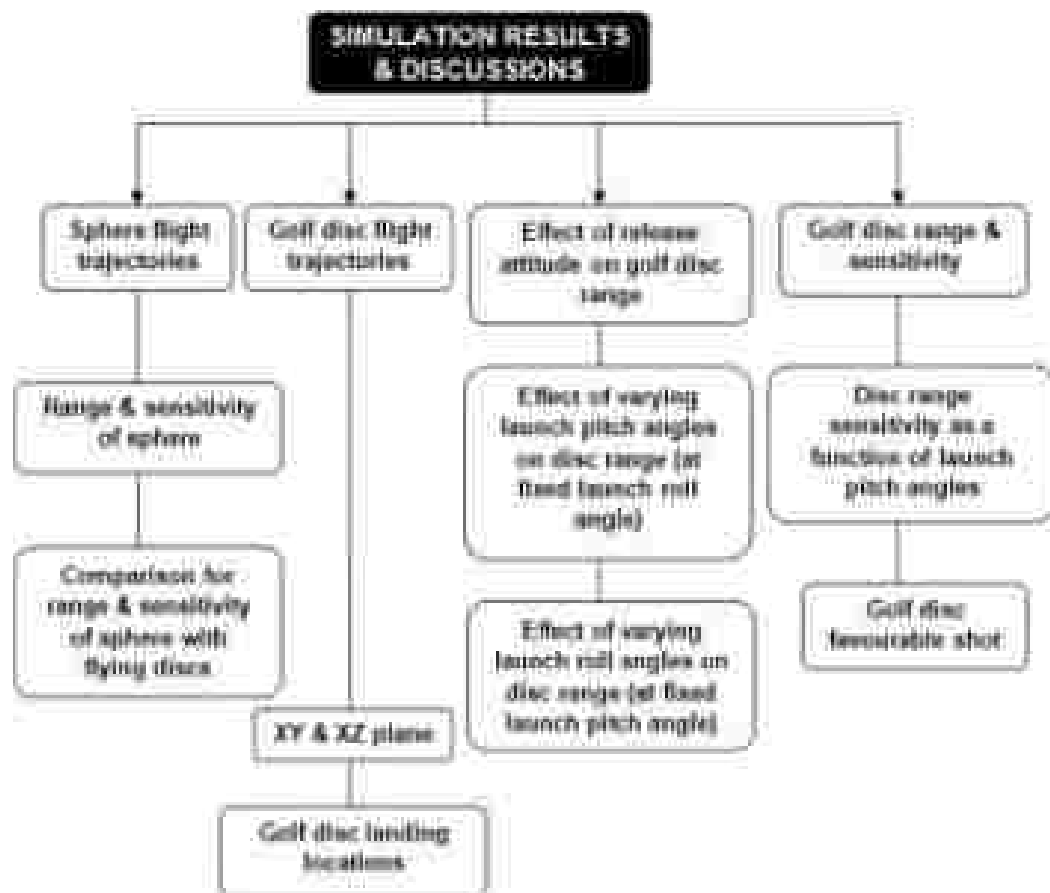 SIMULATION RESULTS
& DISCUSSIONS
Sphere flight
trajectories
Range & sensitivity
of sphere
Comparison for
range & sensitivity
of sphere with
flying discs
Golf disc flight
trajectories
XY & XZ plane
Golf disc landing
locations
Effect of release
attitude on golf disc
range
Effect of varying
launch pitch angles
on disc range (at
fixed launch roll
angle)
Effect of varying
launch roll angles on
disc range (at fixed
launch pitch angle)
Golf disc range &
sensitivity
Disc range
sensitivity as a
function of launch
pitch angles
Golf disc
favourable shot